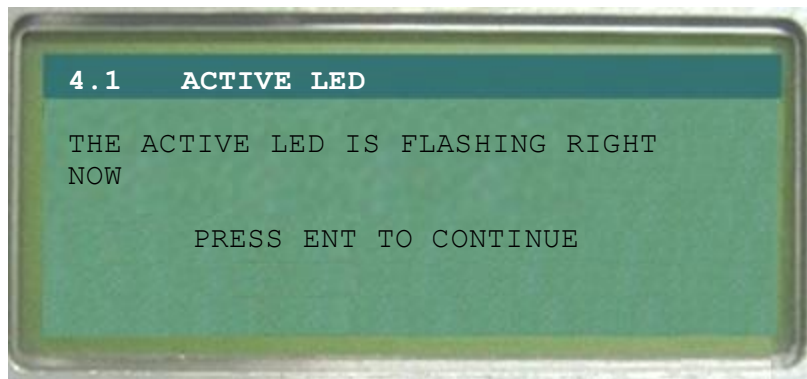 4.1 ACTIVE LED
THE ACTIVE LED IS FLASHING RIGHT
NOW
PRESS ENT TO CONTINUE